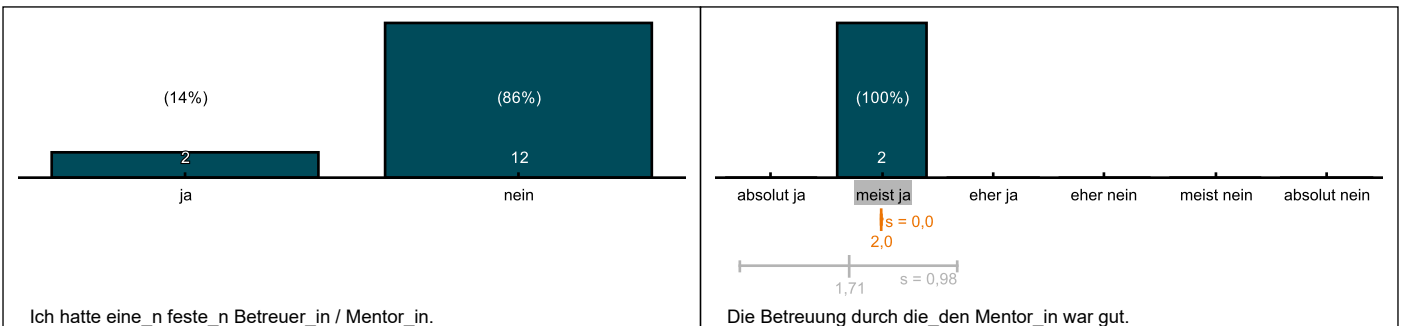 (14%)
(86%)
2
12
ja
nein
Ich hatte eine_n feste_n Betreuer_in / Mentor_in.
(100%)
2
absolut ja
meist ja
eher ja
eher nein
meist nein
absolut nein
s = 0,0
2,0
s = 0,98
1,71
Die Betreuung durch die_den Mentor_in war gut.